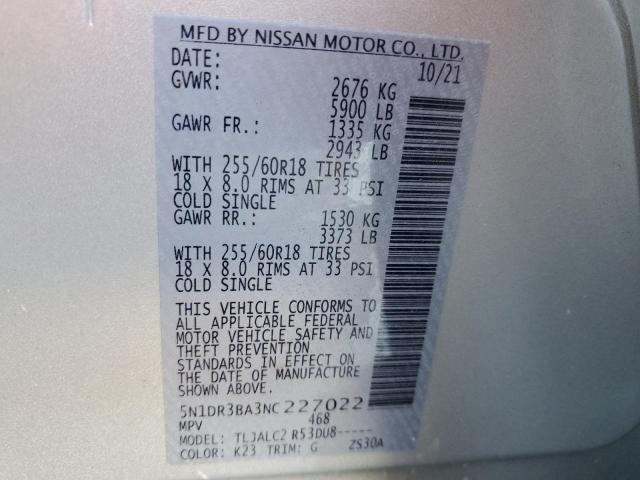 MFD BY NISSAN MOTOR CO., LTD.
DATE: 10/21
GVWR: 2676 KG
5900 LB
GAWR FR.: 1335 KG
2943 LB
WITH 255/60R18 TIRES
18 X 8.0 RIMS AT 33 PSI
COLD SINGLE
GAWR RR.: 1530 KG
3373 LB
WITH 255/60R18 TIRES
18 X 8.0 RIMS AT 33 PSI
COLD SINGLE
THIS VEHICLE CONFORMS TO
ALL APPLICABLE FEDERAL
MOTOR VEHICLE SAFETY AND
THEFT PREVENTION
STANDARDS IN EFFECT ON
THE DATE OF MANUFACTURE
SHOWN ABOVE.
5N1DR3BA3NC227022
MPV 468
MODEL: TLJALC2 R53DU8-----
COLOR: K23 TRIM: G ZS30A